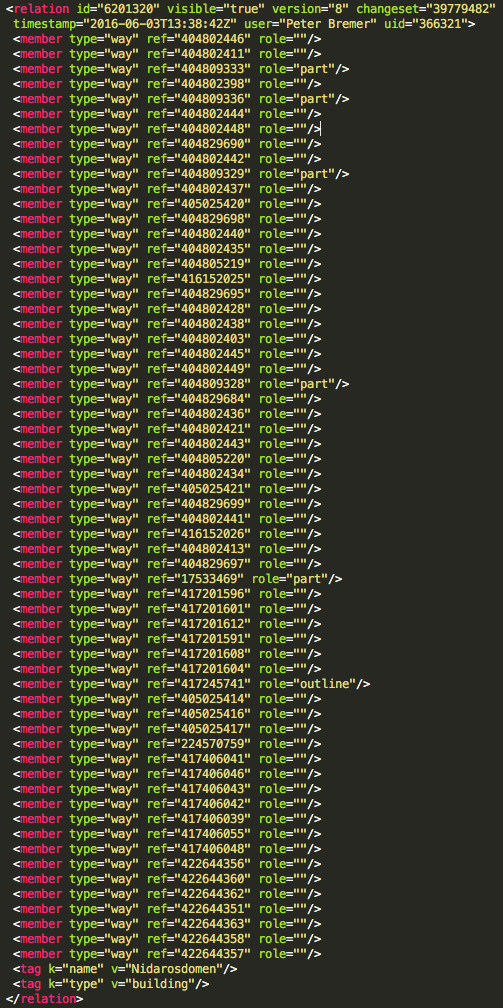 <relation id="6201320" visible="true" version="8" changeset="39779482"
timestamp="2016-06-03T13:38:42Z" user="Peter Bremer" uid="366321">
<member type="way" ref="404802446" role=""/>
<member type="way" ref="404802411" role=""/>
<member type="way" ref="404809333" role="part"/>
<member type="way" ref="404802398" role=""/>
<member type="way" ref="404809336" role="part"/>
<member type="way" ref="404802444" role=""/>
<member type="way" ref="404802448" role=""/>
<member type="way" ref="404829690" role=""/>
<member type="way" ref="404802442" role=""/>
<member type="way" ref="404809329" role="part"/>
<member type="way" ref="404802437" role=""/>
<member type="way" ref="405025420" role=""/>
<member type="way" ref="404829698" role=""/>
<member type="way" ref="404802440" role=""/>
<member type="way" ref="404802435" role=""/>
<member type="way" ref="404805219" role=""/>
<member type="way" ref="416152025" role=""/>
<member type="way" ref="404829695" role=""/>
<member type="way" ref="404802428" role=""/>
<member type="way" ref="404802438" role=""/>
<member type="way" ref="404802403" role=""/>
<member type="way" ref="404802445" role=""/>
<member type="way" ref="404802449" role=""/>
<member type="way" ref="404809328" role="part"/>
<member type="way" ref="404829684" role=""/>
<member type="way" ref="404802436" role=""/>
<member type="way" ref="404802421" role=""/>
<member type="way" ref="404802443" role=""/>
<member type="way" ref="404805220" role=""/>
<member type="way" ref="404802434" role=""/>
<member type="way" ref="405025421" role=""/>
<member type="way" ref="404829699" role=""/>
<member type="way" ref="404802441" role=""/>
<member type="way" ref="416152026" role=""/>
<member type="way" ref="404802413" role=""/>
<member type="way" ref="404829697" role=""/>
<member type="way" ref="17533469" role="part"/>
<member type="way" ref="417201596" role=""/>
<member type="way" ref="417201601" role=""/>
<member type="way" ref="417201612" role=""/>
<member type="way" ref="417201591" role=""/>
<member type="way" ref="417201608" role=""/>
<member type="way" ref="417201604" role=""/>
<member type="way" ref="417245741" role="outline"/>
<member type="way" ref="405025414" role=""/>
<member type="way" ref="405025416" role=""/>
<member type="way" ref="405025417" role=""/>
<member type="way" ref="224570759" role=""/>
<member type="way" ref="417406041" role=""/>
<member type="way" ref="417406046" role=""/>
<member type="way" ref="417406043" role=""/>
<member type="way" ref="417406042" role=""/>
<member type="way" ref="417406039" role=""/>
<member type="way" ref="417406055" role=""/>
<member type="way" ref="417406048" role=""/>
<member type="way" ref="422644356" role=""/>
<member type="way" ref="422644360" role=""/>
<member type="way" ref="422644362" role=""/>
<member type="way" ref="422644351" role=""/>
<member type="way" ref="422644363" role=""/>
<member type="way" ref="422644358" role=""/>
<member type="way" ref="422644357" role=""/>
<tag k="name" v="Nidarosdomen"/>
<tag k="type" v="building"/>
</relation>